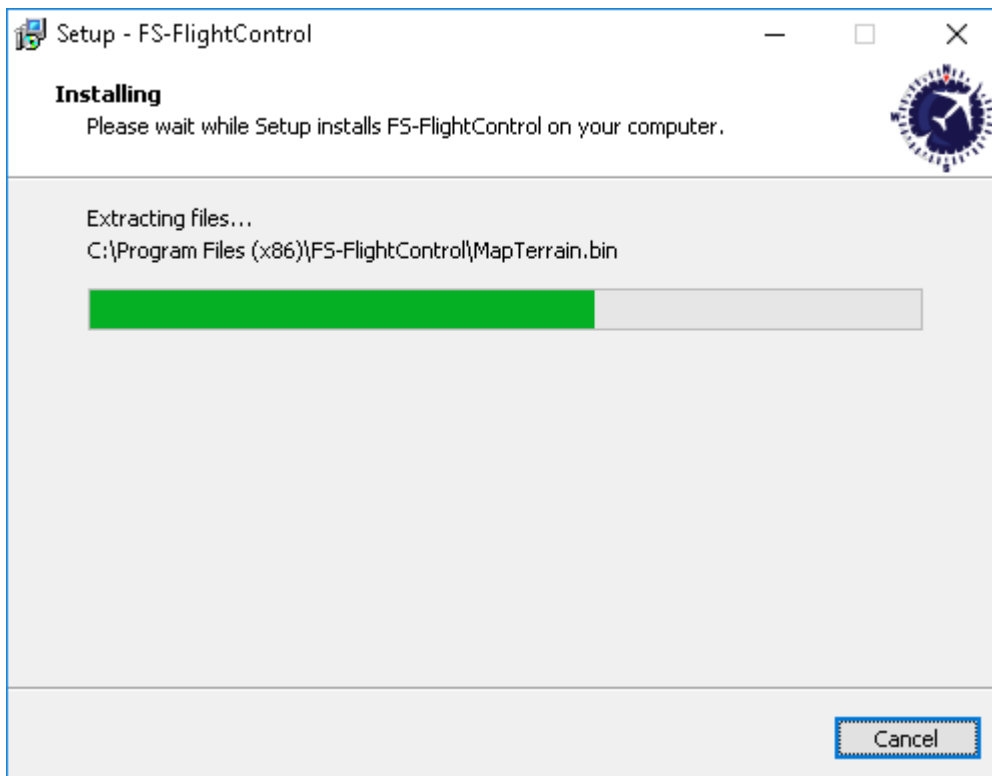 Setup - FS-FlightControl
Installing
Please wait while Setup installs FS-FlightControl on your computer.
N
W
S
Extracting files...
C:\Program Files (x86)\FS-FlightControl\MapTerrain.bin
Cancel